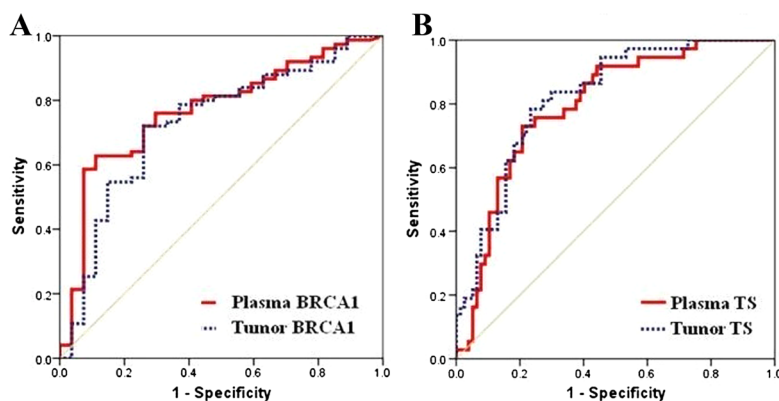 A
1.0
0.8
0.6
0.4
0.2
0.0
Sensitivity
Plasma BRCA1
Tumor BRCA1
0.0 0.2 0.4 0.6 0.8 1.0
1 - Specificity
B
1.0
0.8
0.6
0.4
0.2
0.0
Sensitivity
Plasma TS
Tumor TS
0.0 0.2 0.4 0.6 0.8 1.0
1 - Specificity